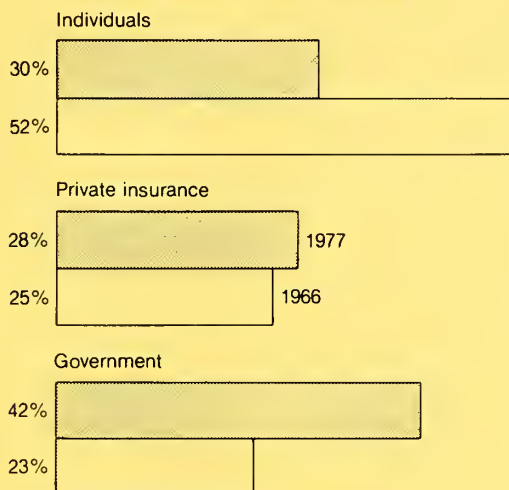 Individuals
30%
52%
Private insurance
28% 1977
25% 1966
Government
42%
23%